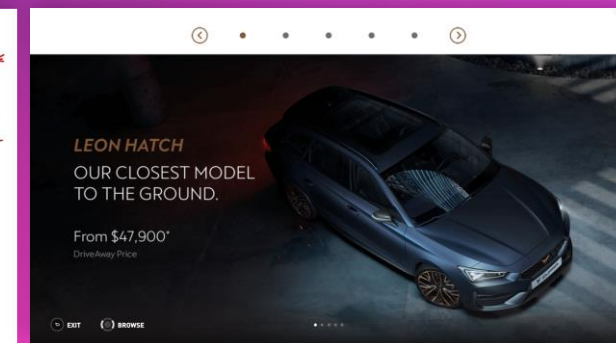 LEON HATCH
OUR CLOSEST MODEL
TO THE GROUND.
From $47,900*
DriveAway Price
EXIT
BROWSE